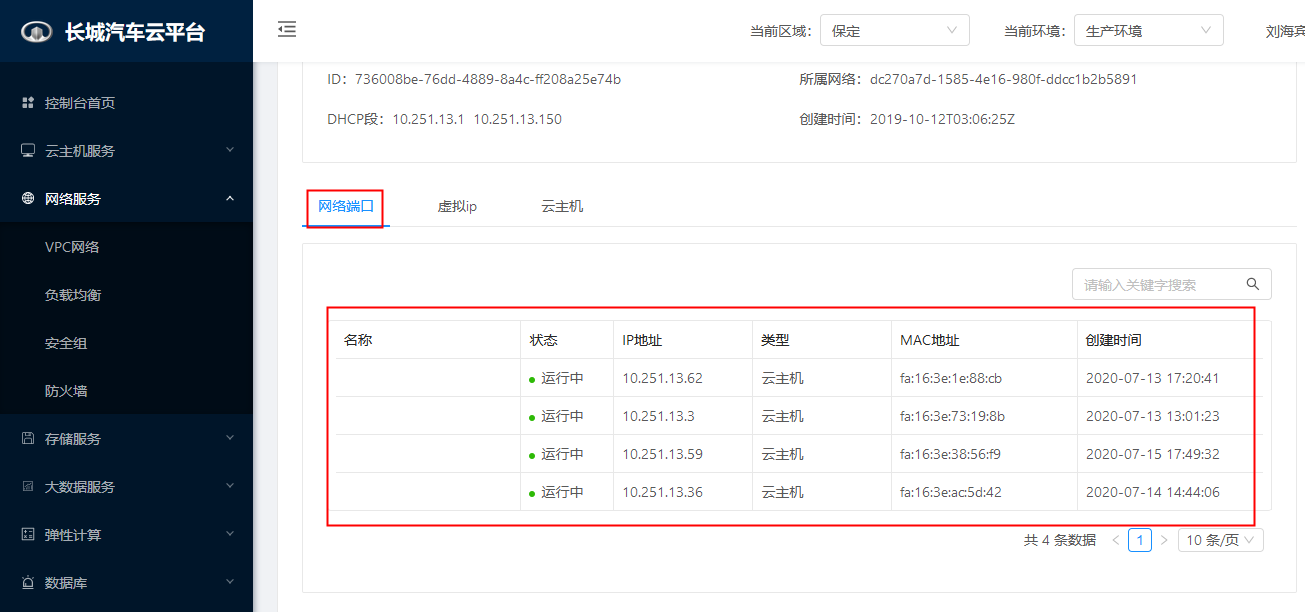 长城汽车云平台
当前区域： 保定 当前环境： 生产环境 刘海宾
控制台首页
云主机服务
网络服务
VPC网络
负载均衡
安全组
防火墙
存储服务
大数据服务
弹性计算
数据库
ID：736008be-76dd-4889-8a4c-ff208a25e74b 所属网络：dc270a7d-1585-4e16-980f-ddcc1b2b5891
DHCP段：10.251.13.1 10.251.13.150 创建时间：2019-10-12T03:06:25Z
网络端口 虚拟ip 云主机
请输入关键字搜索
名称 状态 IP地址 类型 MAC地址 创建时间
运行中 10.251.13.62 云主机 fa:16:3e:1e:88:cb 2020-07-13 17:20:41
运行中 10.251.13.3 云主机 fa:16:3e:73:19:8b 2020-07-13 13:01:23
运行中 10.251.13.59 云主机 fa:16:3e:38:56:f9 2020-07-15 17:49:32
运行中 10.251.13.36 云主机 fa:16:3e:ac:5d:42 2020-07-14 14:44:06
共 4 条数据 < 1 > 10 条/页